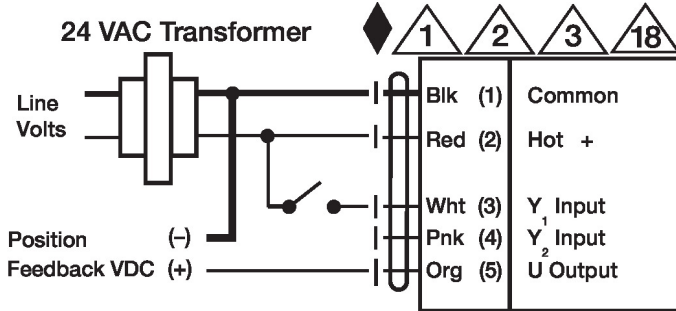 24 VAC Transformer
1 2 3 18
Line
Volts
Blk (1) Common
Red (2) Hot +
Wht (3) Y1 Input
Pnk (4) Y2 Input
Org (5) U Output
Position (–)
Feedback VDC (+)